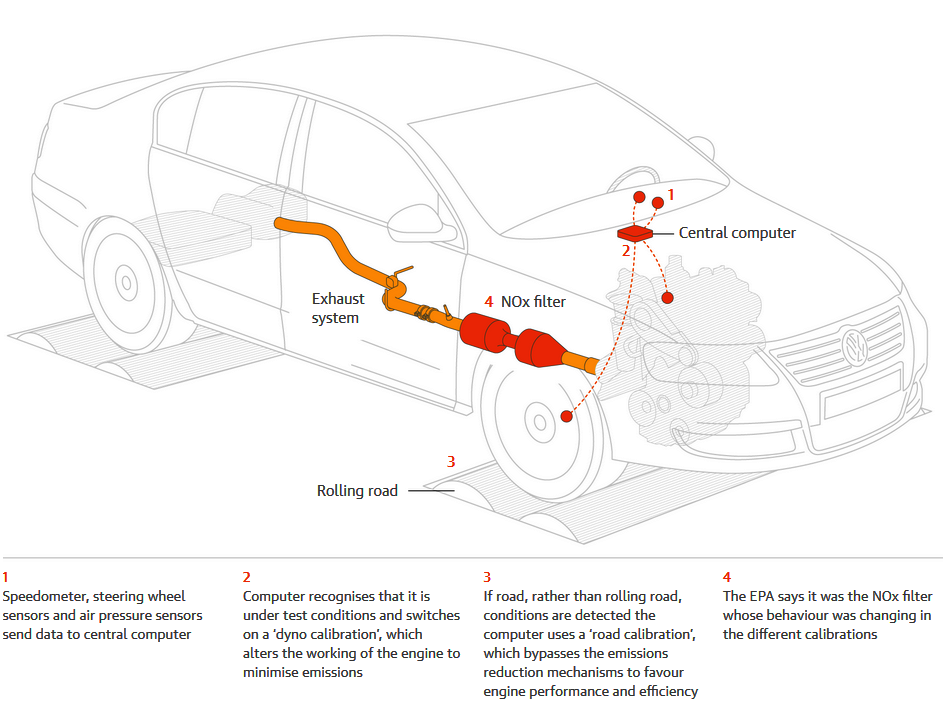 1
Central computer
2
Exhaust
system
4 NOx filter
3
Rolling road
1
Speedometer, steering wheel
sensors and air pressure sensors
send data to central computer
2
Computer recognises that it is
under test conditions and switches
on a ‘dyno calibration’, which
alters the working of the engine to
minimise emissions
3
If road, rather than rolling road,
conditions are detected the
computer uses a ‘road calibration’,
which bypasses the emissions
reduction mechanisms to favour
engine performance and efficiency
4
The EPA says it was the NOx filter
whose behaviour was changing in
the different calibrations